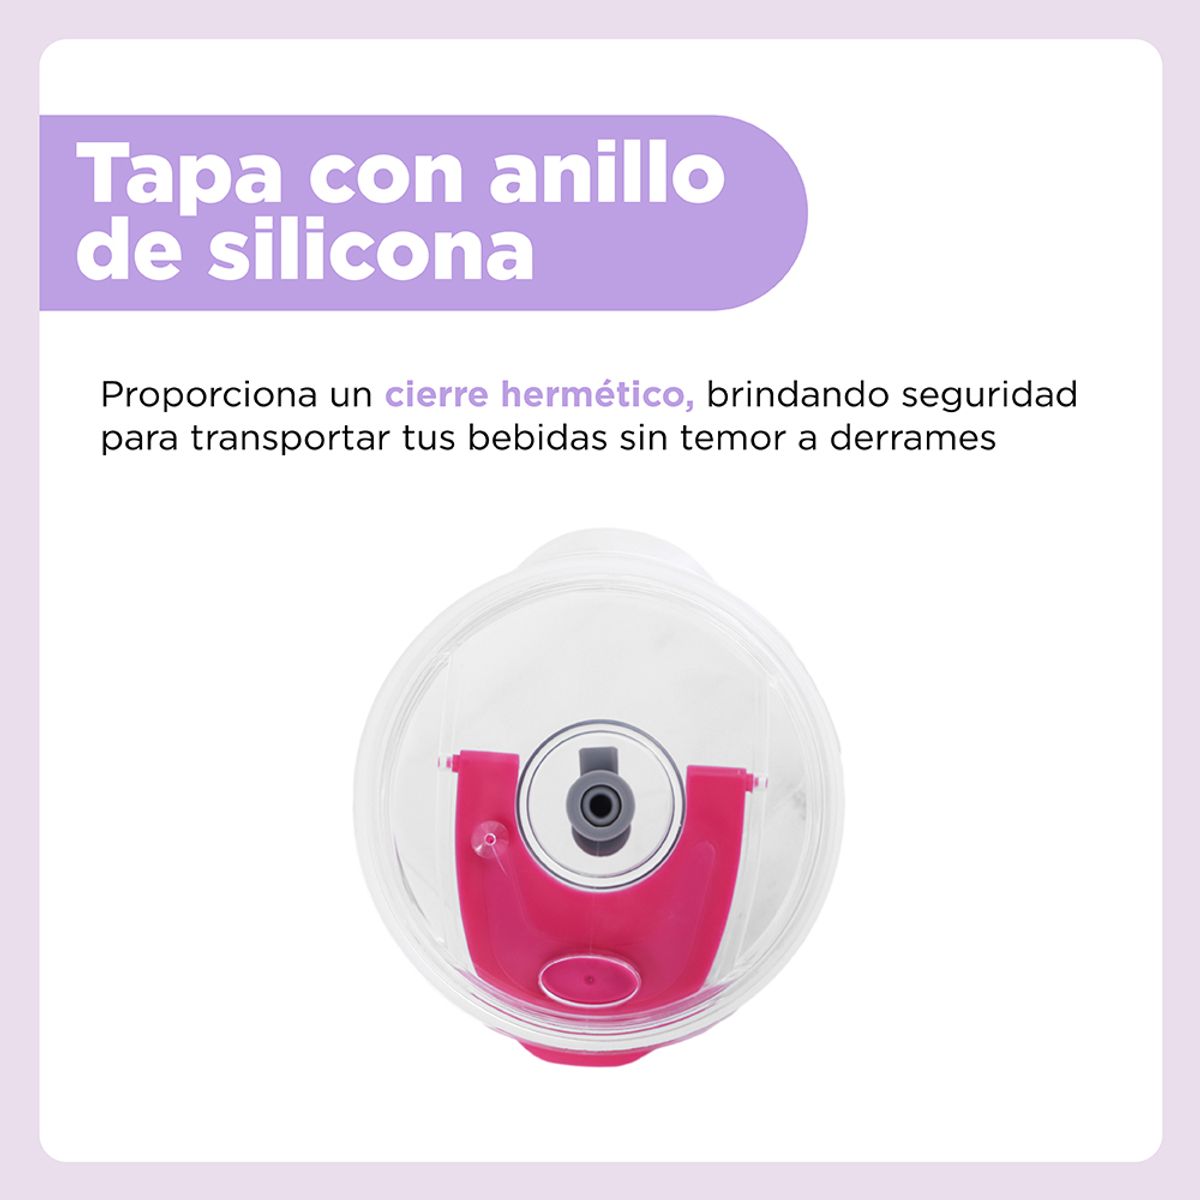 Tapa con anillo
de silicona
Proporciona un cierre hermético, brindando seguridad
para transportar tus bebidas sin temor a derrames